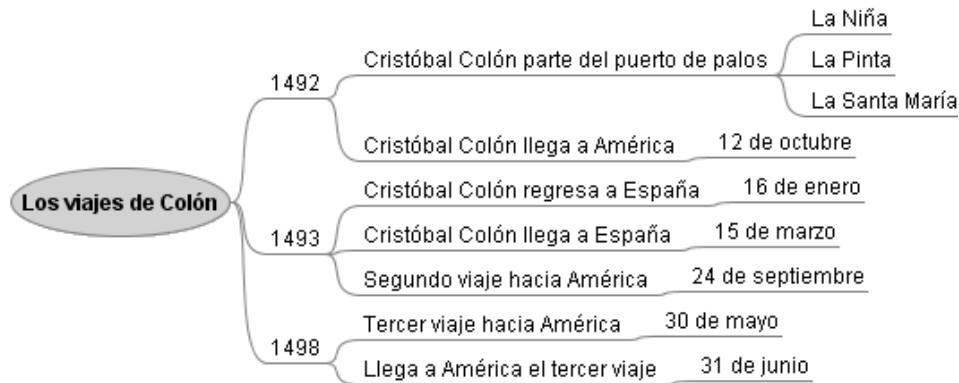 Los viajes de Colón
1492
Cristóbal Colón parte del puerto de palos
La Niña
La Pinta
La Santa María
Cristóbal Colón llega a América
12 de octubre
1493
Cristóbal Colón regresa a España
16 de enero
Cristóbal Colón llega a España
15 de marzo
Segundo viaje hacia América
24 de septiembre
1498
Tercer viaje hacia América
30 de mayo
Llega a América el tercer viaje
31 de junio